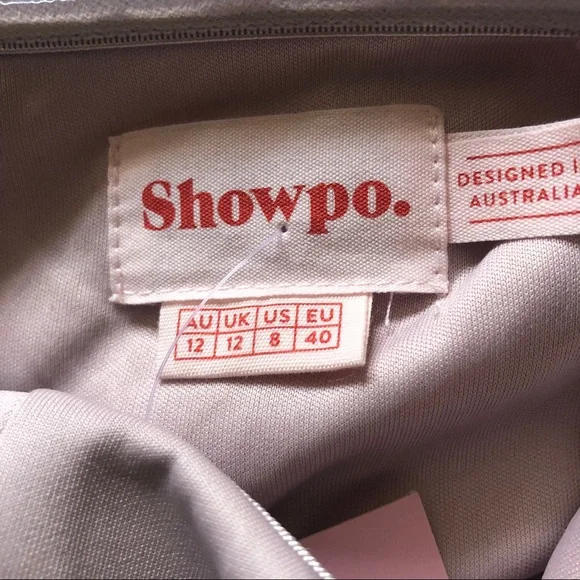 Showpo.
DESIGNED I
AUSTRALIA
AU UK US EU
12 12 8 40